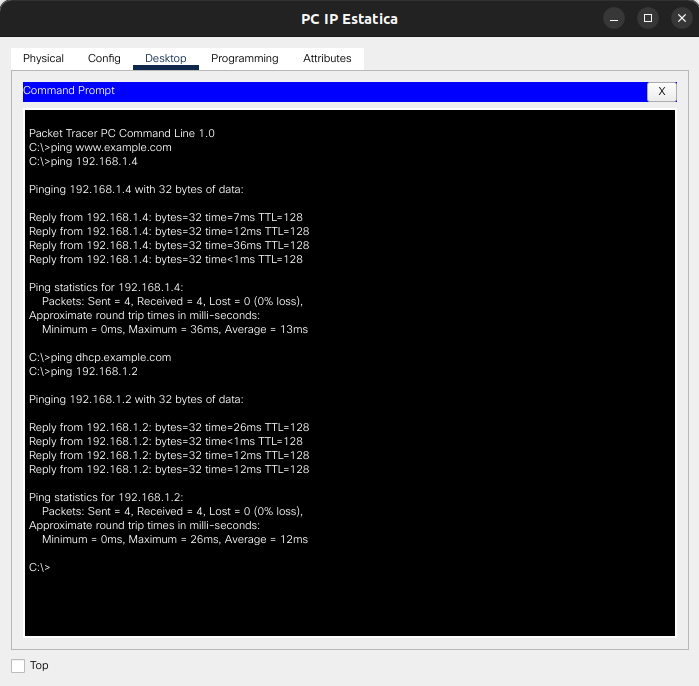 PC IP Estatica
Physical Config Desktop Programming Attributes
Command Prompt
X
Packet Tracer PC Command Line 1.0
C:\>ping www.example.com
C:\>ping 192.168.1.4
Pinging 192.168.1.4 with 32 bytes of data:
Reply from 192.168.1.4: bytes=32 time=7ms TTL=128
Reply from 192.168.1.4: bytes=32 time=12ms TTL=128
Reply from 192.168.1.4: bytes=32 time=36ms TTL=128
Reply from 192.168.1.4: bytes=32 time<1ms TTL=128
Ping statistics for 192.168.1.4:
Packets: Sent = 4, Received = 4, Lost = 0 (0% loss),
Approximate round trip times in milli-seconds:
Minimum = 0ms, Maximum = 36ms, Average = 13ms
C:\>ping dhcp.example.com
C:\>ping 192.168.1.2
Pinging 192.168.1.2 with 32 bytes of data:
Reply from 192.168.1.2: bytes=32 time=26ms TTL=128
Reply from 192.168.1.2: bytes=32 time<1ms TTL=128
Reply from 192.168.1.2: bytes=32 time=12ms TTL=128
Reply from 192.168.1.2: bytes=32 time=12ms TTL=128
Ping statistics for 192.168.1.2:
Packets: Sent = 4, Received = 4, Lost = 0 (0% loss),
Approximate round trip times in milli-seconds:
Minimum = 0ms, Maximum = 26ms, Average = 12ms
C:\>
Top